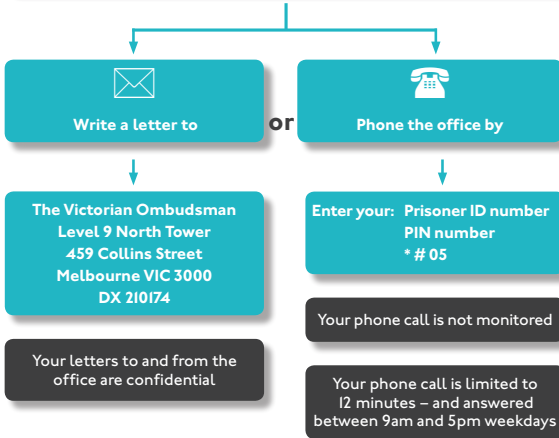 Write a letter to
or
Phone the office by
The Victorian Ombudsman
Level 9 North Tower
459 Collins Street
Melbourne VIC 3000
DX 210174
Your letters to and from the
office are confidential
Enter your: Prisoner ID number
PIN number
* # 05
Your phone call is not monitored
Your phone call is limited to
12 minutes – and answered
between 9am and 5pm weekdays